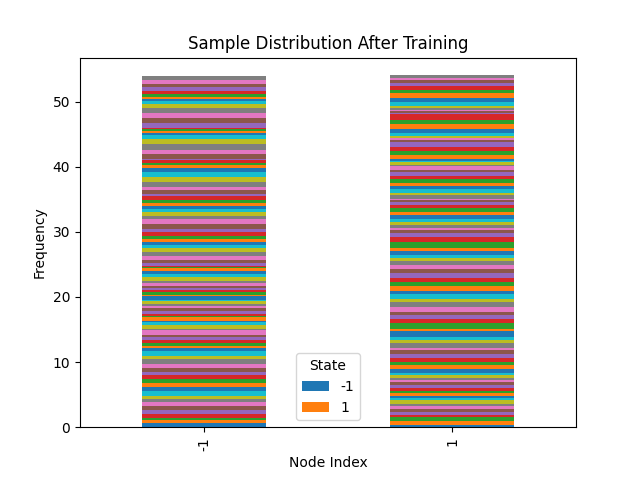 Sample Distribution After Training
Frequency
50
40
30
20
10
0
State
-1
1
-1
1
Node Index